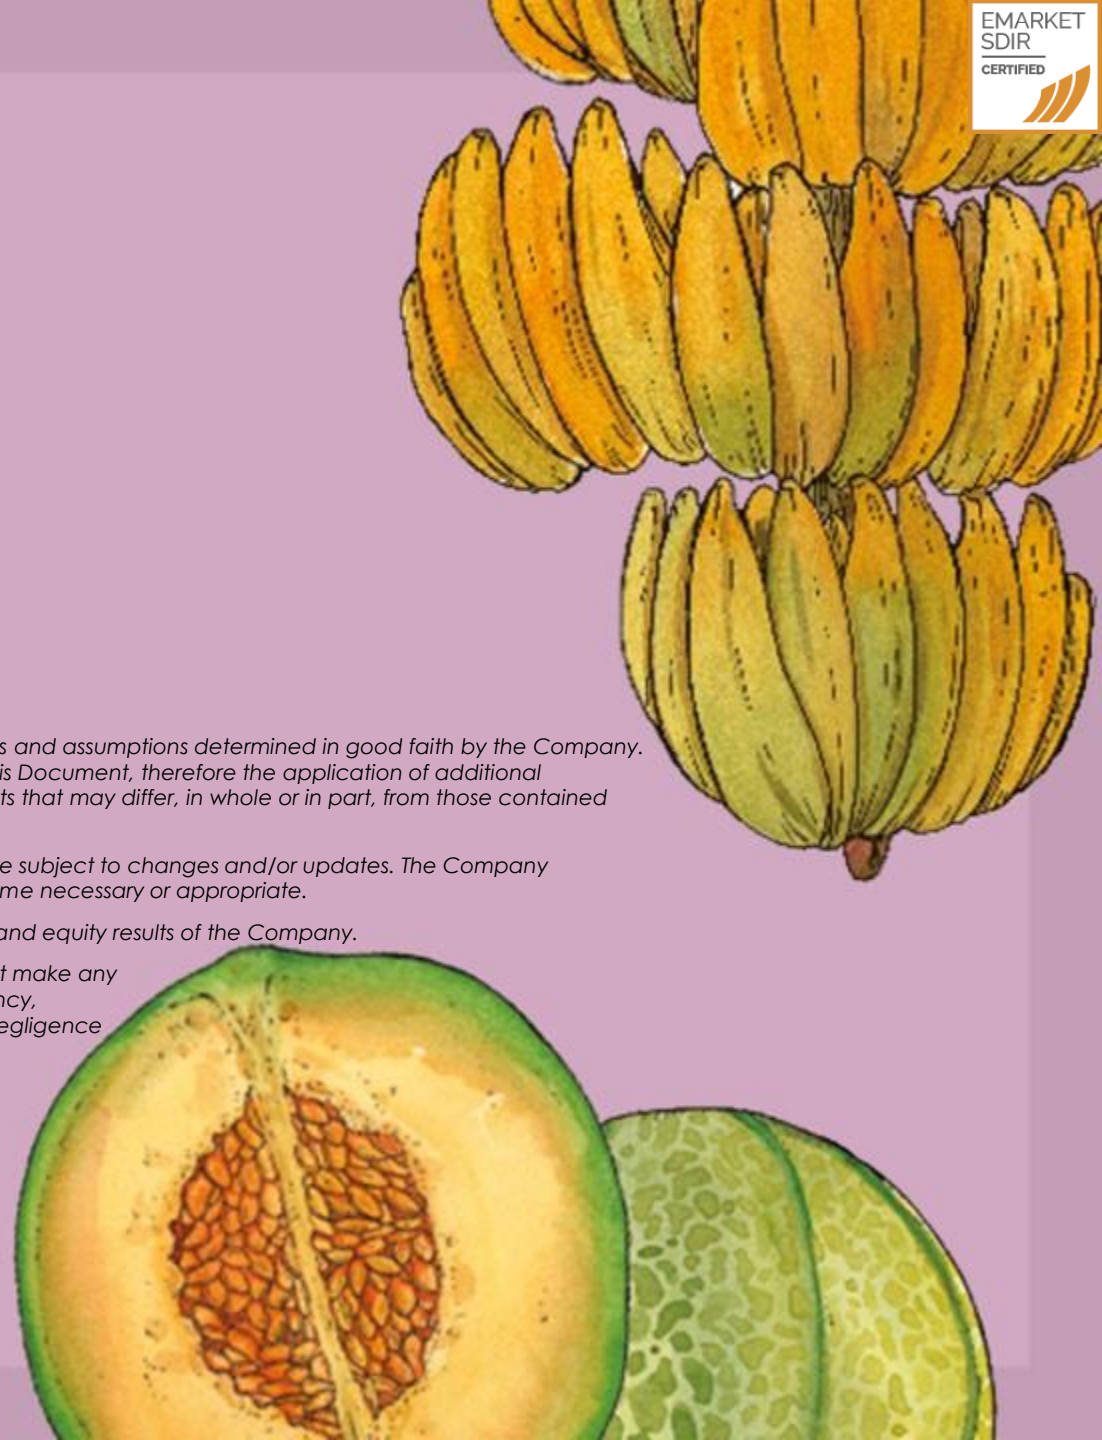 EMARKET
SDIR
CERTIFIED
s and assumptions determined in good faith by the Company.
is Document, therefore the application of additional
ts that may differ, in whole or in part, from those contained
e subject to changes and/or updates. The Company
me necessary or appropriate.
and equity results of the Company.
t make any
ncy,
egligence